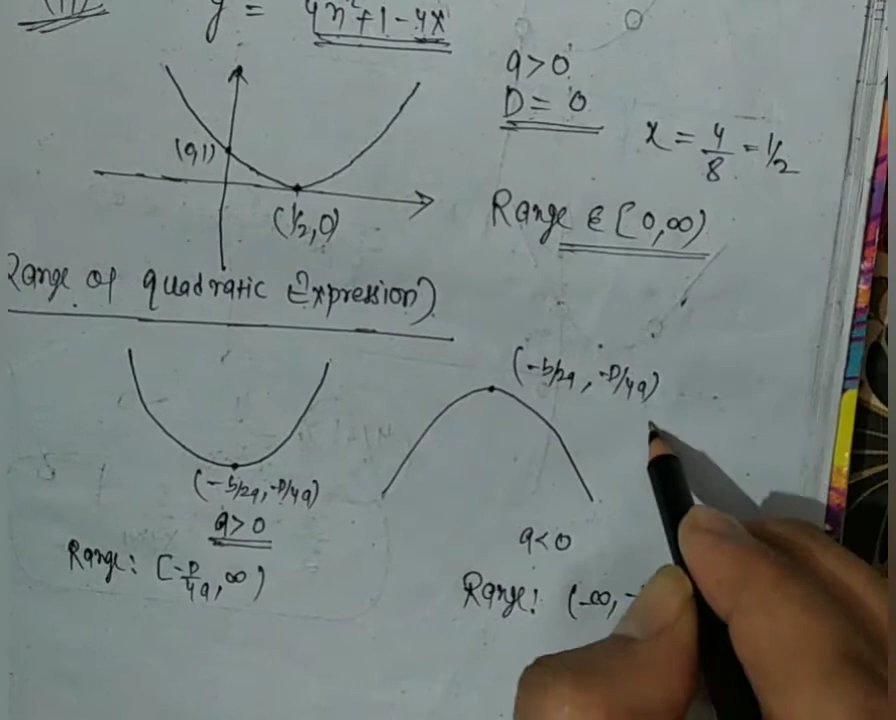 (11)
y = 4x²+1-4x
a>0
D = 0
x = 4/8 = 1/2
(0,1)
(1/2,0)
Range ∈ [0,∞)
Range of quadratic Expression)
(-b/2a, -D/4a)
(-b/2a, -D/4a)
a>0
a<0
Range: [-D/4a, ∞)
Range: (-∞, -